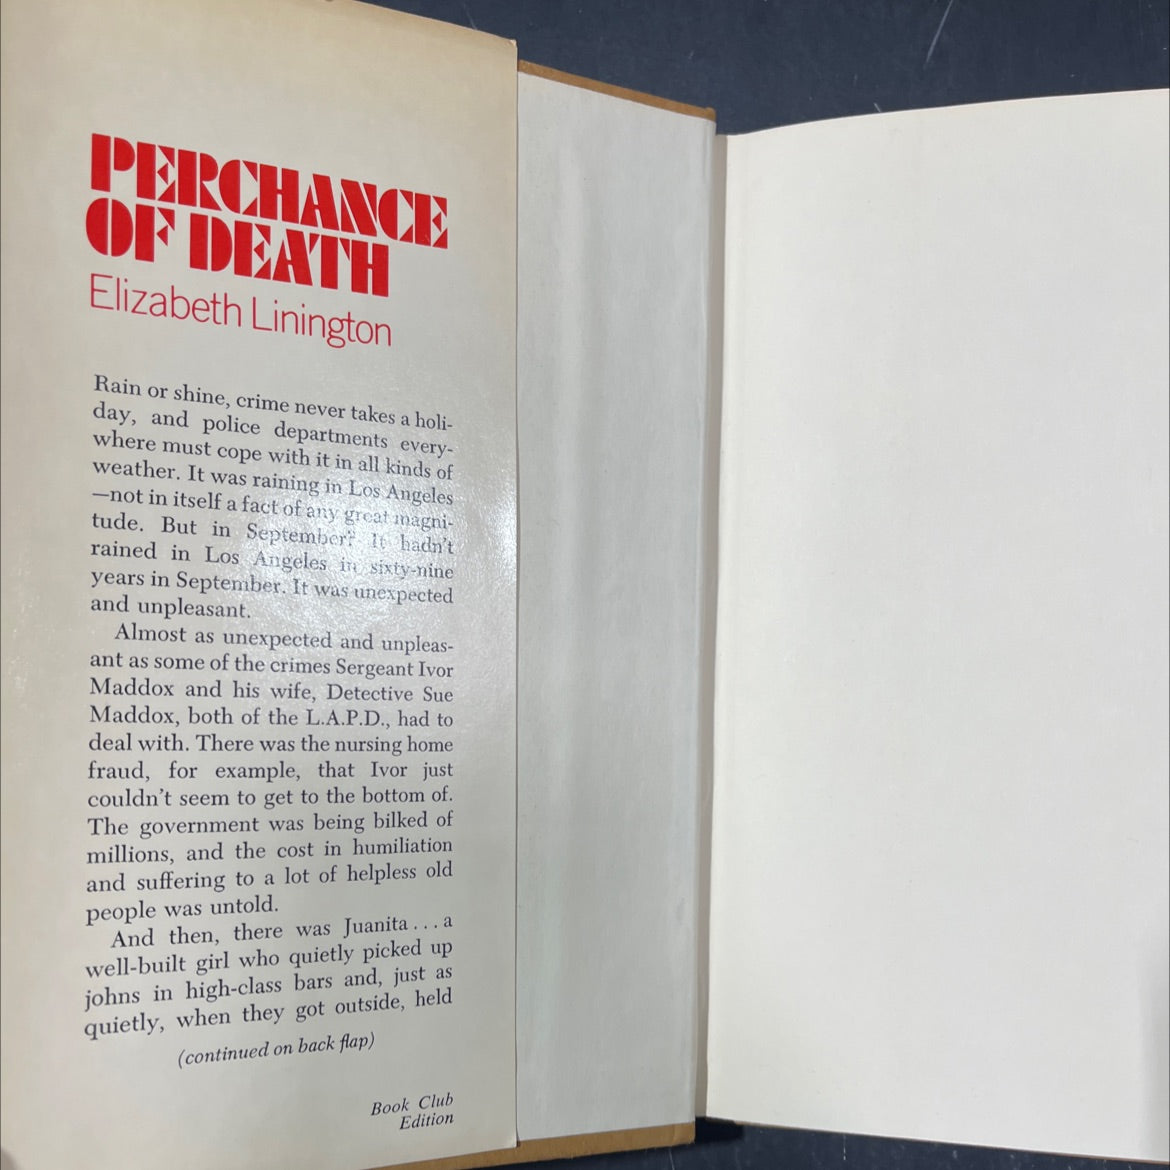 PERCHANCE
OF DEATH
Elizabeth Linington
Rain or shine, crime never takes a holi-
day, and police departments every-
where must cope with it in all kinds of
weather. It was raining in Los Angeles
—not in itself a fact of any great magni-
tude. But in September? It hadn't
rained in Los Angeles in sixty-nine
years in September. It was unexpected
and unpleasant.
Almost as unexpected and unpleas-
ant as some of the crimes Sergeant Ivor
Maddox and his wife, Detective Sue
Maddox, both of the L.A.P.D., had to
deal with. There was the nursing home
fraud, for example, that Ivor just
couldn't seem to get to the bottom of.
The government was being bilked of
millions, and the cost in humiliation
and suffering to a lot of helpless old
people was untold.
And then, there was Juanita . . . a
well-built girl who quietly picked up
johns in high-class bars and, just as
quietly, when they got outside, held
(continued on back flap)
Book Club
Edition